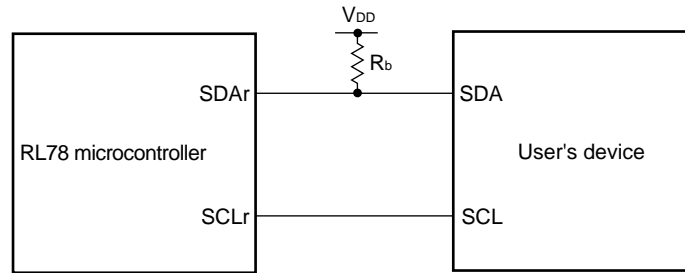 VDD
Rb
SDAr
SDA
RL78 microcontroller
User's device
SCLr
SCL